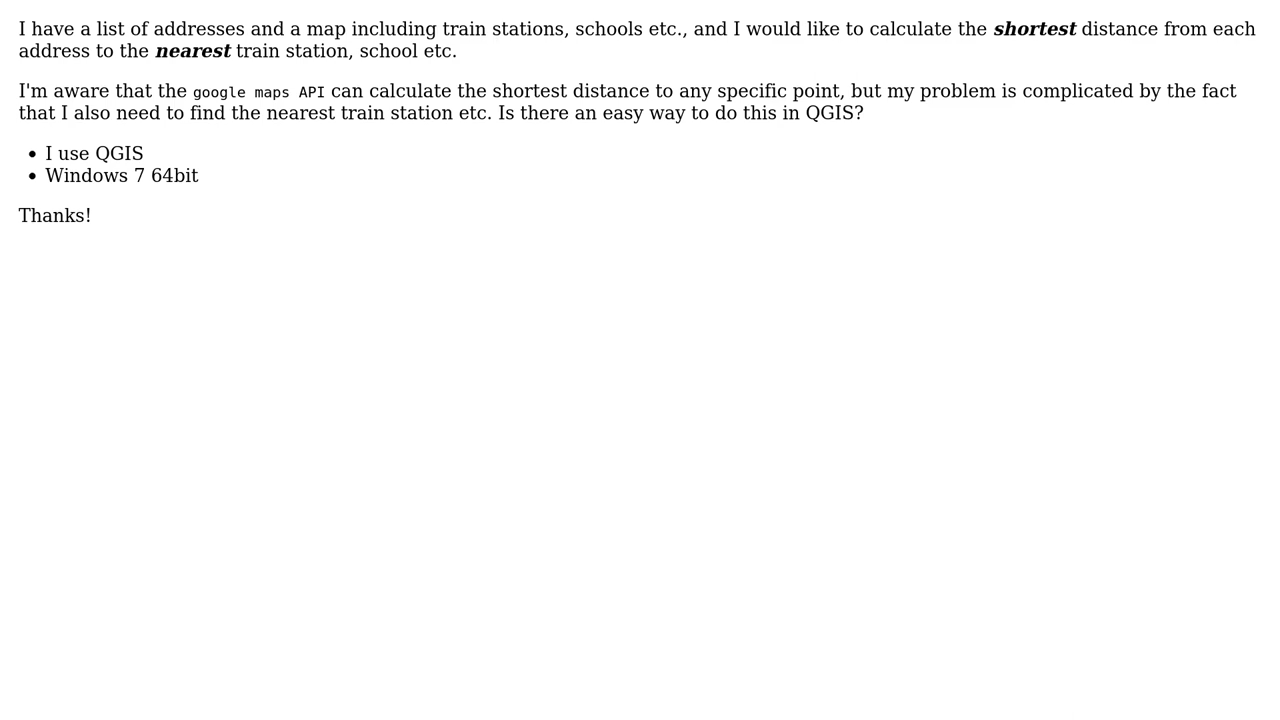 I have a list of addresses and a map including train stations, schools etc., and I would like to calculate the shortest distance from each
address to the nearest train station, school etc.
I'm aware that the google maps API can calculate the shortest distance to any specific point, but my problem is complicated by the fact
that I also need to find the nearest train station etc. Is there an easy way to do this in QGIS?
• I use QGIS
• Windows 7 64bit
Thanks!